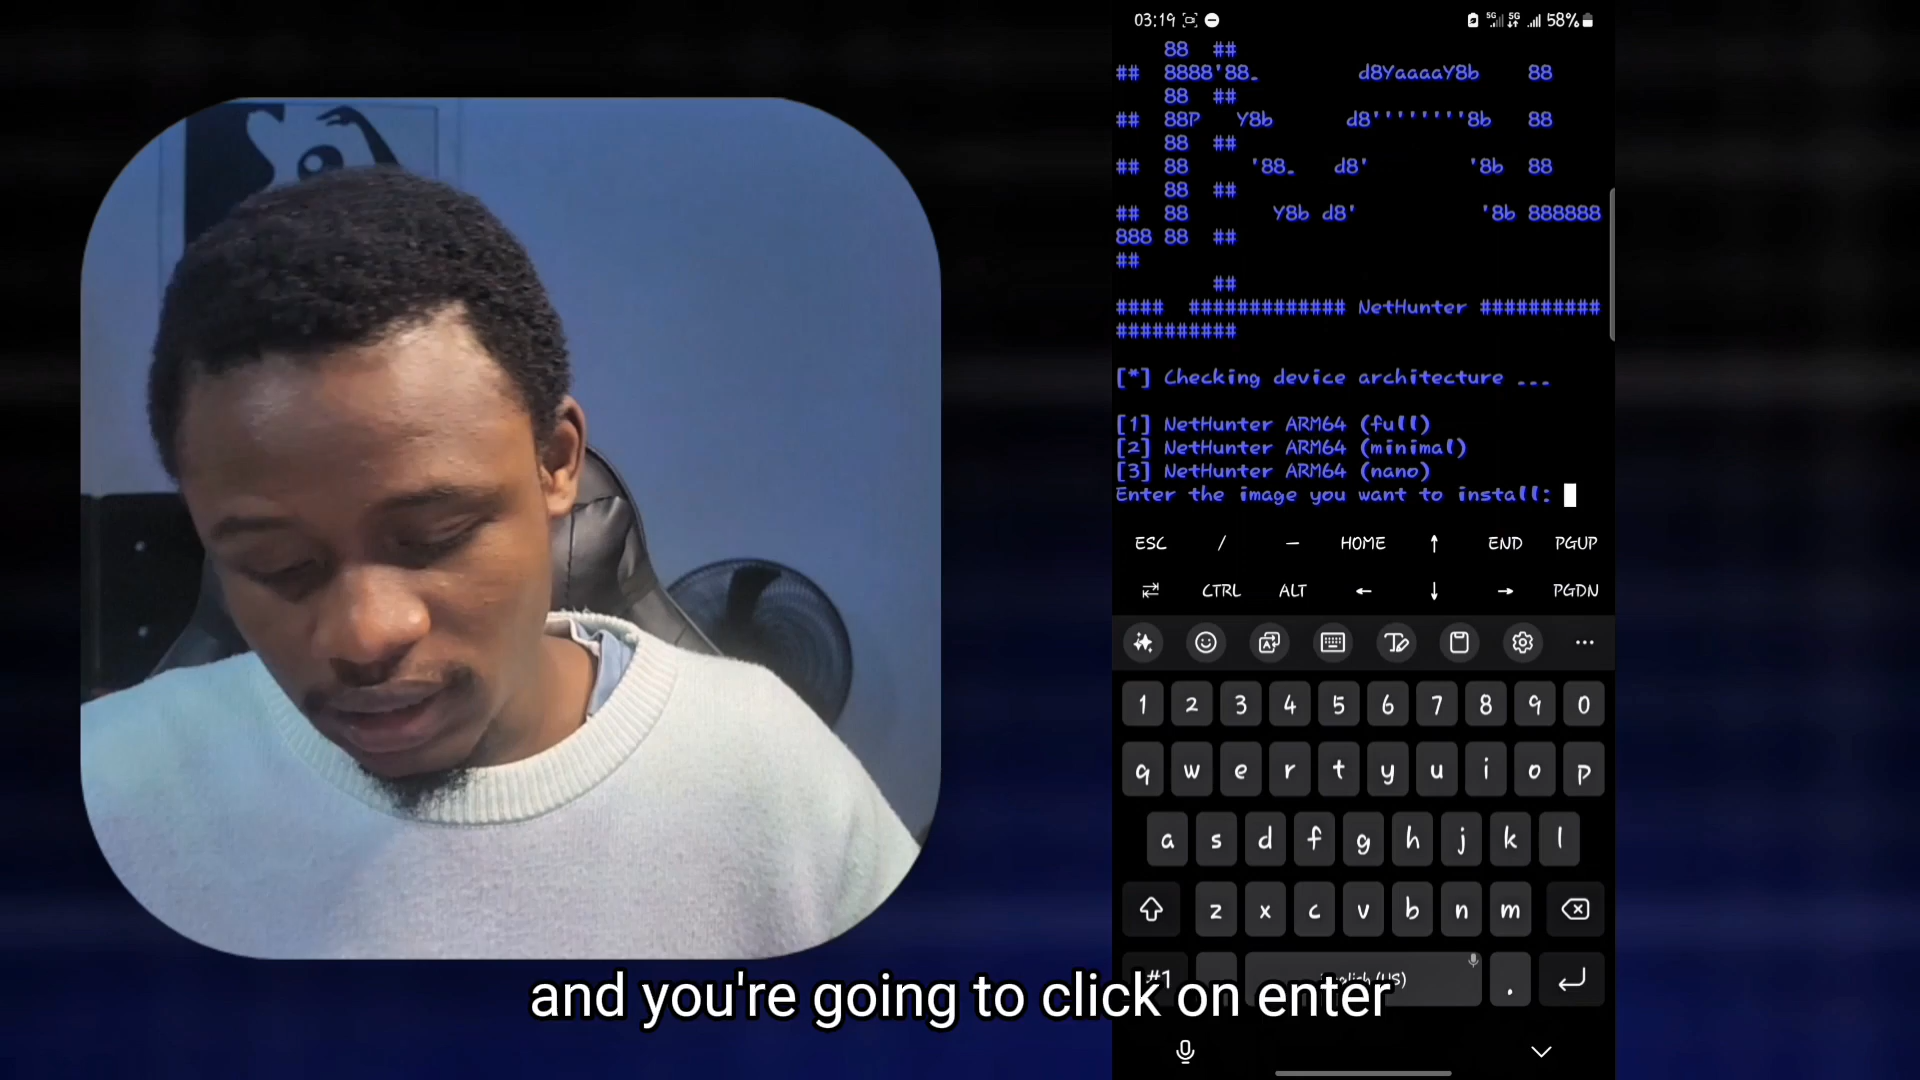 03:19 5G 5G 58%
88 ##
## 8888'88. d8YaaaaY8b 88
88 ##
## 88P Y8b d8''''''''8b 88
88 ##
## 88 '88. d8' '8b 88
88 ##
## 88 Y8b d8' '8b 888888
888 88 ##
##
##
#### ############# NetHunter ##########
##########
[*] Checking device architecture ...
[1] NetHunter ARM64 (full)
[2] NetHunter ARM64 (minimal)
[3] NetHunter ARM64 (nano)
Enter the image you want to install:
ESC / — HOME ↑ END PGUP
⇄ CTRL ALT ← ↓ → PGDN
1 2 3 4 5 6 7 8 9 0
q w e r t y u i o p
a s d f g h j k l
z x c v b n m
#1 (US) .
and you're going to click on enter